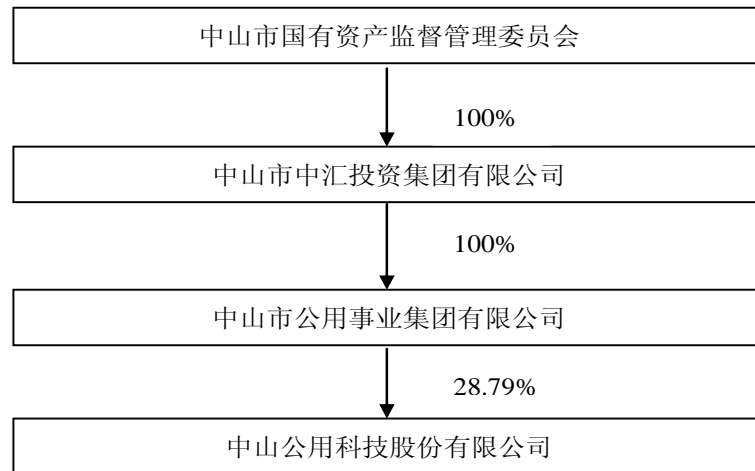 中山市国有资产监督管理委员会
100%
中山市中汇投资集团有限公司
100%
中山市公用事业集团有限公司
28.79%
中山公用科技股份有限公司